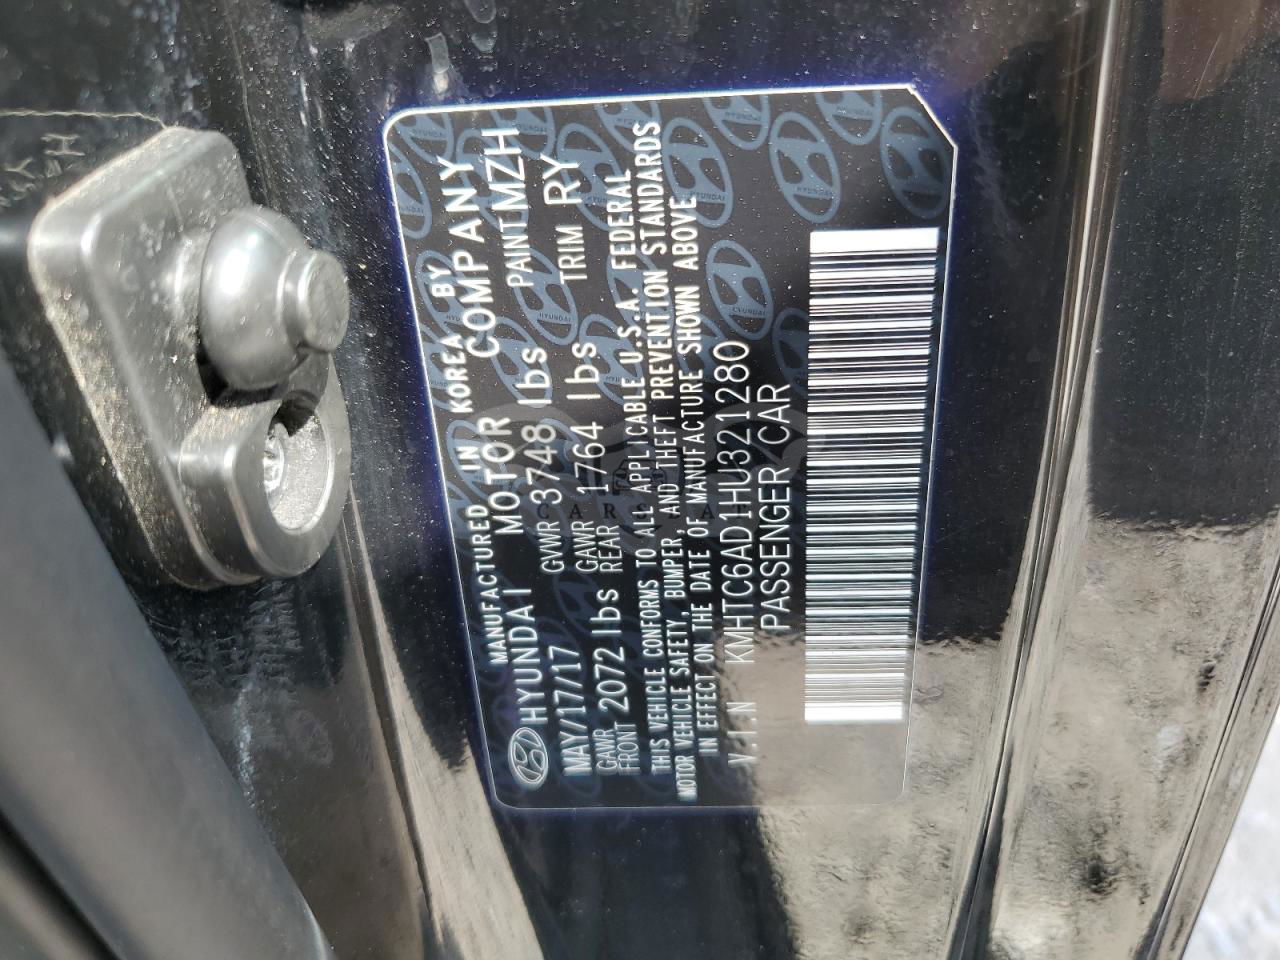 MANUFACTURED IN KOREA BY
HYUNDAI MOTOR COMPANY
MAY/17/17 GVWR 3748 lbs PAINT MZH
GAWR FRONT 2072 lbs GAWR REAR 1764 lbs TRIM RY
THIS VEHICLE CONFORMS TO ALL APPLICABLE U.S.A. FEDERAL
MOTOR VEHICLE SAFETY, BUMPER, AND THEFT PREVENTION STANDARDS
IN EFFECT ON THE DATE OF MANUFACTURE SHOWN ABOVE
V.I.N KMHTC6AD1HU321280
PASSENGER CAR